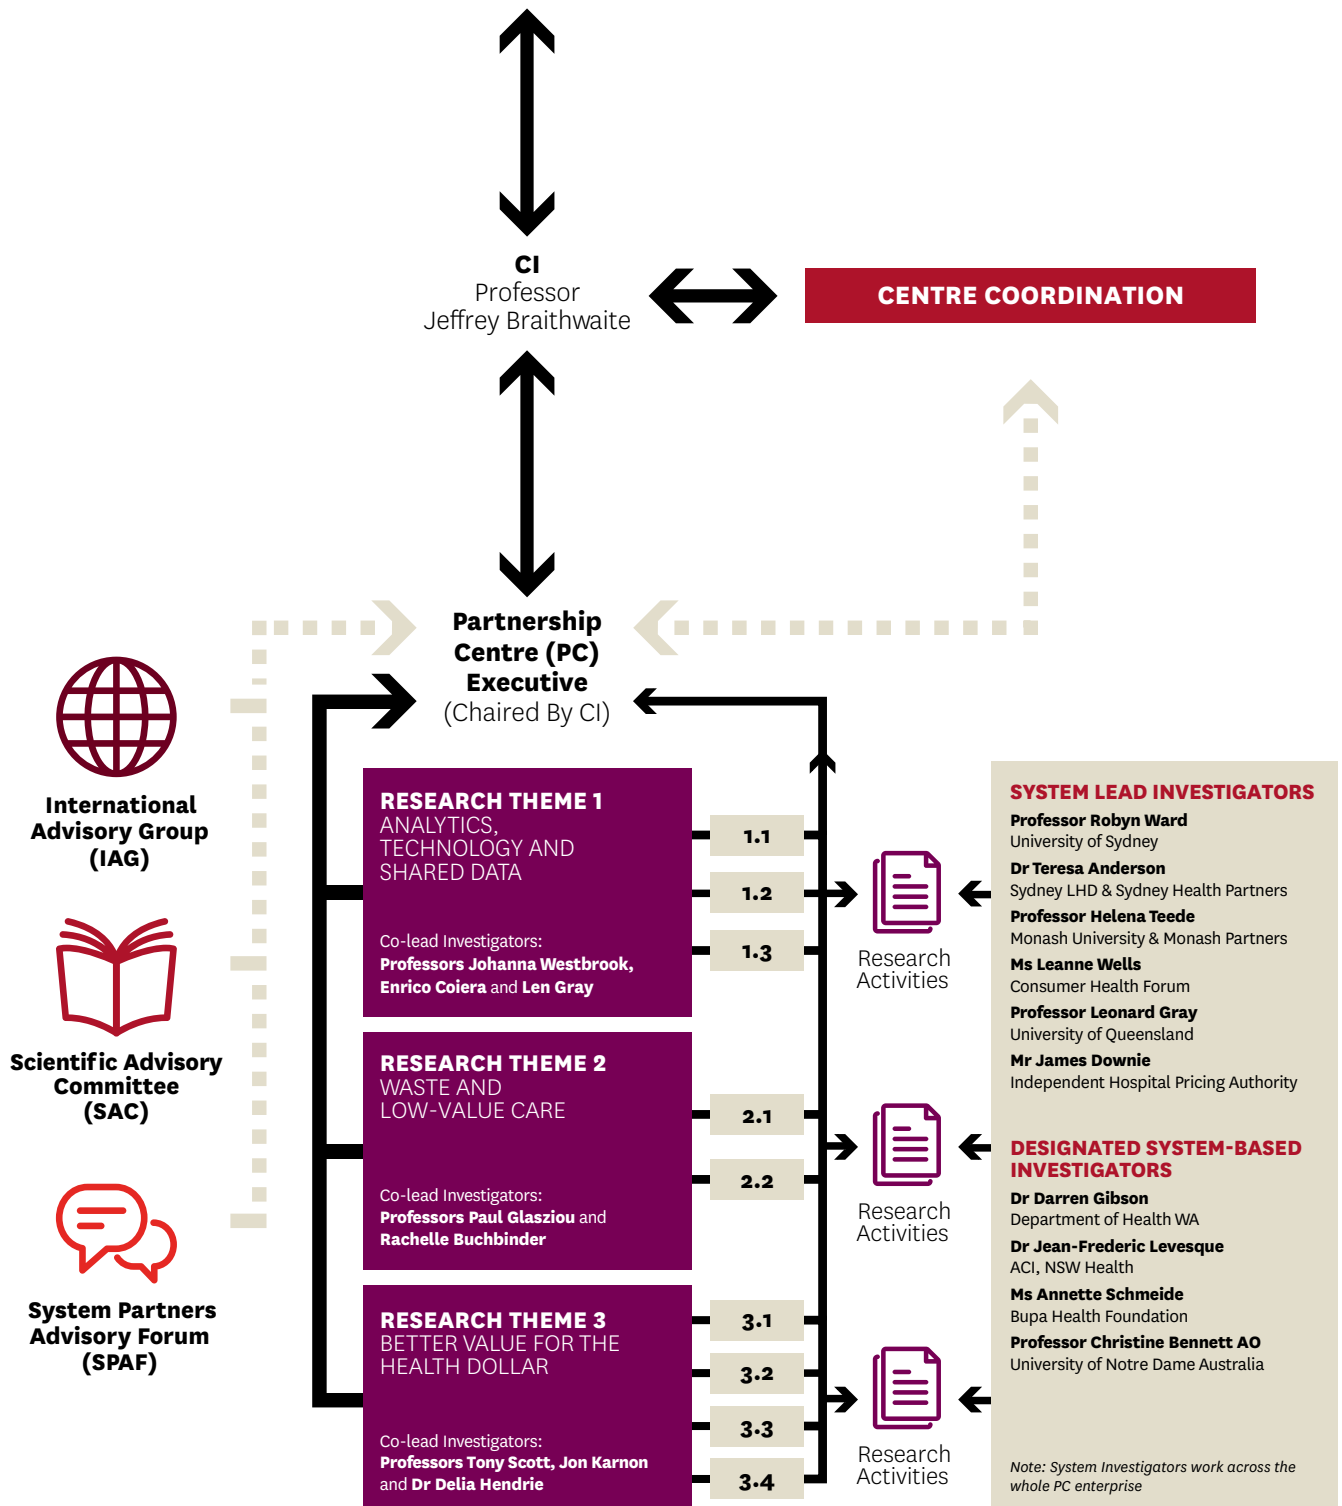 CI
Professor
Jeffrey Braithwaite
CENTRE COORDINATION
Partnership
Centre (PC)
Executive
(Chaired By CI)
International
Advisory Group
(IAG)
Scientific Advisory
Committee
(SAC)
System Partners
Advisory Forum
(SPAF)
RESEARCH THEME 1
ANALYTICS,
TECHNOLOGY AND
SHARED DATA
Co-lead Investigators:
Professors Johanna Westbrook,
Enrico Coiera and Len Gray
1.1
1.2
1.3
Research
Activities
RESEARCH THEME 2
WASTE AND
LOW-VALUE CARE
Co-lead Investigators:
Professors Paul Glasziou and
Rachelle Buchbinder
2.1
2.2
Research
Activities
RESEARCH THEME 3
BETTER VALUE FOR THE
HEALTH DOLLAR
Co-lead Investigators:
Professors Tony Scott, Jon Karnon
and Dr Delia Hendrie
3.1
3.2
3.3
3.4
Research
Activities
SYSTEM LEAD INVESTIGATORS
Professor Robyn Ward
University of Sydney
Dr Teresa Anderson
Sydney LHD & Sydney Health Partners
Professor Helena Teede
Monash University & Monash Partners
Ms Leanne Wells
Consumer Health Forum
Professor Leonard Gray
University of Queensland
Mr James Downie
Independent Hospital Pricing Authority
DESIGNATED SYSTEM-BASED
INVESTIGATORS
Dr Darren Gibson
Department of Health WA
Dr Jean-Frederic Levesque
ACI, NSW Health
Ms Annette Schmeide
Bupa Health Foundation
Professor Christine Bennett AO
University of Notre Dame Australia
Note: System Investigators work across the
whole PC enterprise